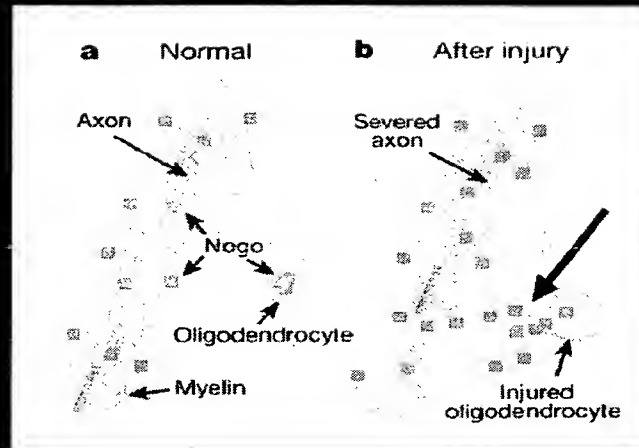 a Normal
Axon
Nogo
Oligodendrocyte
Myelin
b After injury
Severed
axon
Injured
oligodendrocyte